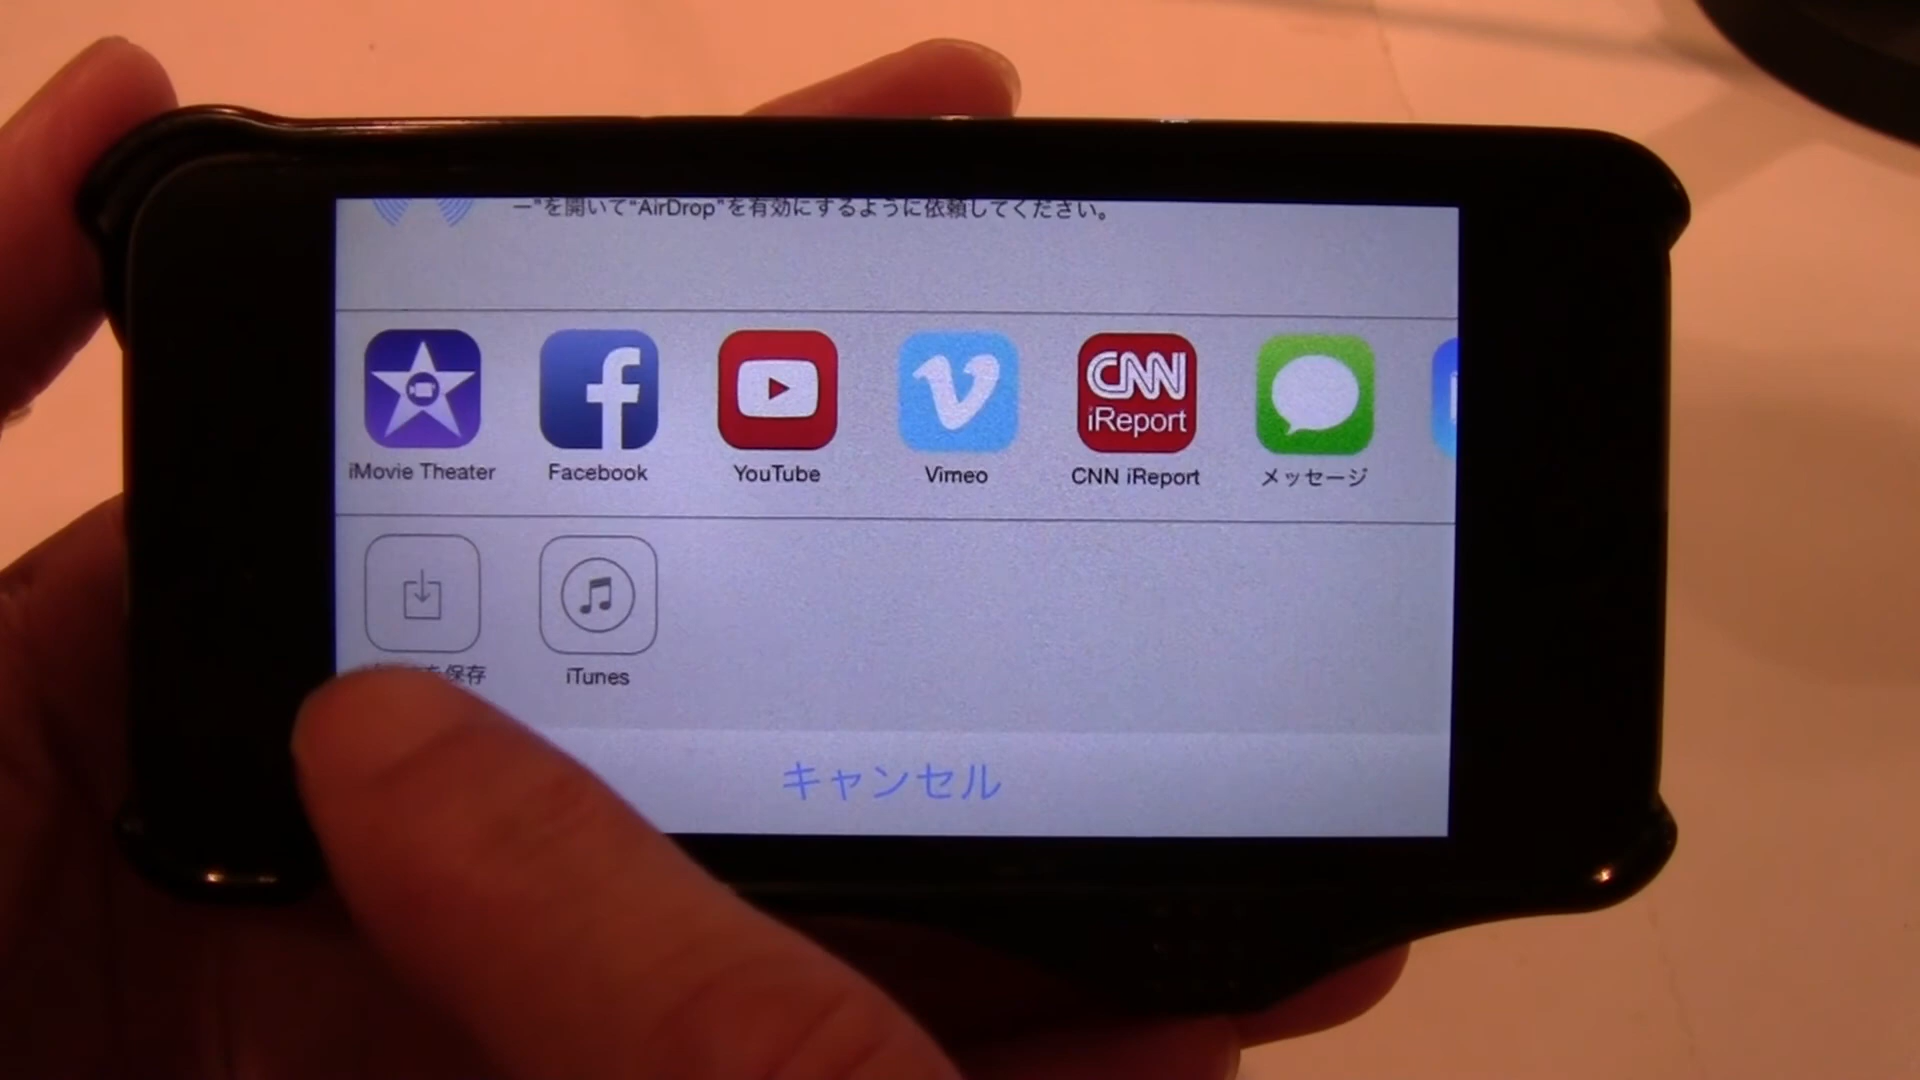 ー”を開いて“AirDrop”を有効にするように依頼してください。
CNN
iReport
iMovie Theater
Facebook
YouTube
Vimeo
CNN iReport
メッセージ
を保存
iTunes
キャンセル